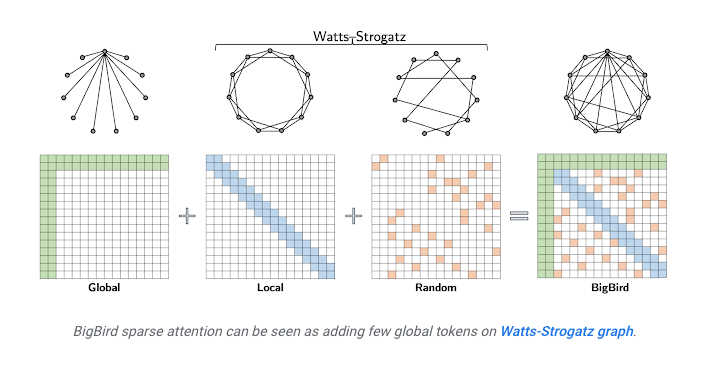 Watts-Strogatz
Global
Local
Random
BigBird
BigBird sparse attention can be seen as adding few global tokens on Watts-Strogatz graph.